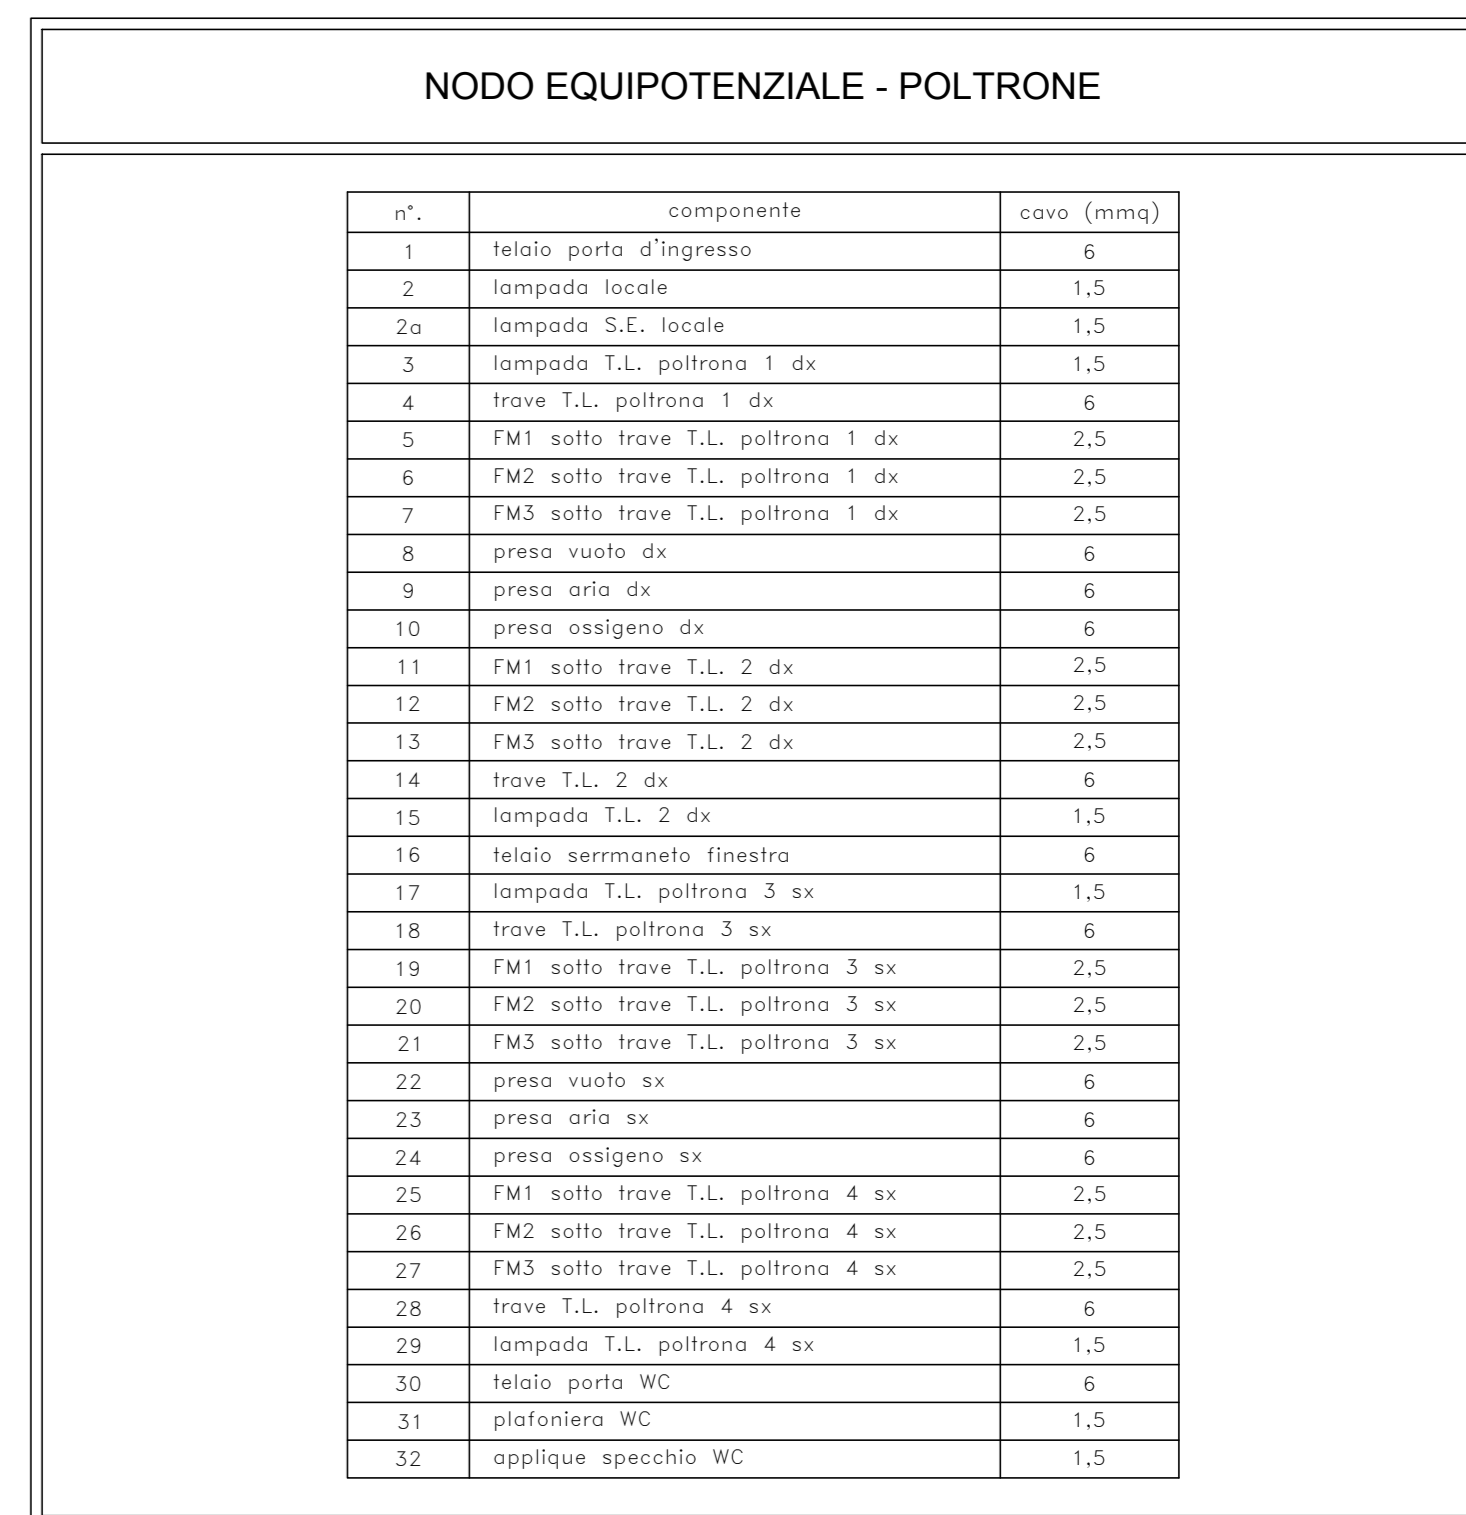 NODO EQUIPOTENZIALE - POLTRONE
n°. componente cavo (mmq)
1 telaio porta d'ingresso 6
2 lampada locale 1,5
2a lampada S.E. locale 1,5
3 lampada T.L. poltrona 1 dx 1,5
4 trave T.L. poltrona 1 dx 6
5 FM1 sotto trave T.L. poltrona 1 dx 2,5
6 FM2 sotto trave T.L. poltrona 1 dx 2,5
7 FM3 sotto trave T.L. poltrona 1 dx 2,5
8 presa vuoto dx 6
9 presa aria dx 6
10 presa ossigeno dx 6
11 FM1 sotto trave T.L. 2 dx 2,5
12 FM2 sotto trave T.L. 2 dx 2,5
13 FM3 sotto trave T.L. 2 dx 2,5
14 trave T.L. 2 dx 6
15 lampada T.L. 2 dx 1,5
16 telaio serrmaneto finestra 6
17 lampada T.L. poltrona 3 sx 1,5
18 trave T.L. poltrona 3 sx 6
19 FM1 sotto trave T.L. poltrona 3 sx 2,5
20 FM2 sotto trave T.L. poltrona 3 sx 2,5
21 FM3 sotto trave T.L. poltrona 3 sx 2,5
22 presa vuoto sx 6
23 presa aria sx 6
24 presa ossigeno sx 6
25 FM1 sotto trave T.L. poltrona 4 sx 2,5
26 FM2 sotto trave T.L. poltrona 4 sx 2,5
27 FM3 sotto trave T.L. poltrona 4 sx 2,5
28 trave T.L. poltrona 4 sx 6
29 lampada T.L. poltrona 4 sx 1,5
30 telaio porta WC 6
31 plafoniera WC 1,5
32 applique specchio WC 1,5